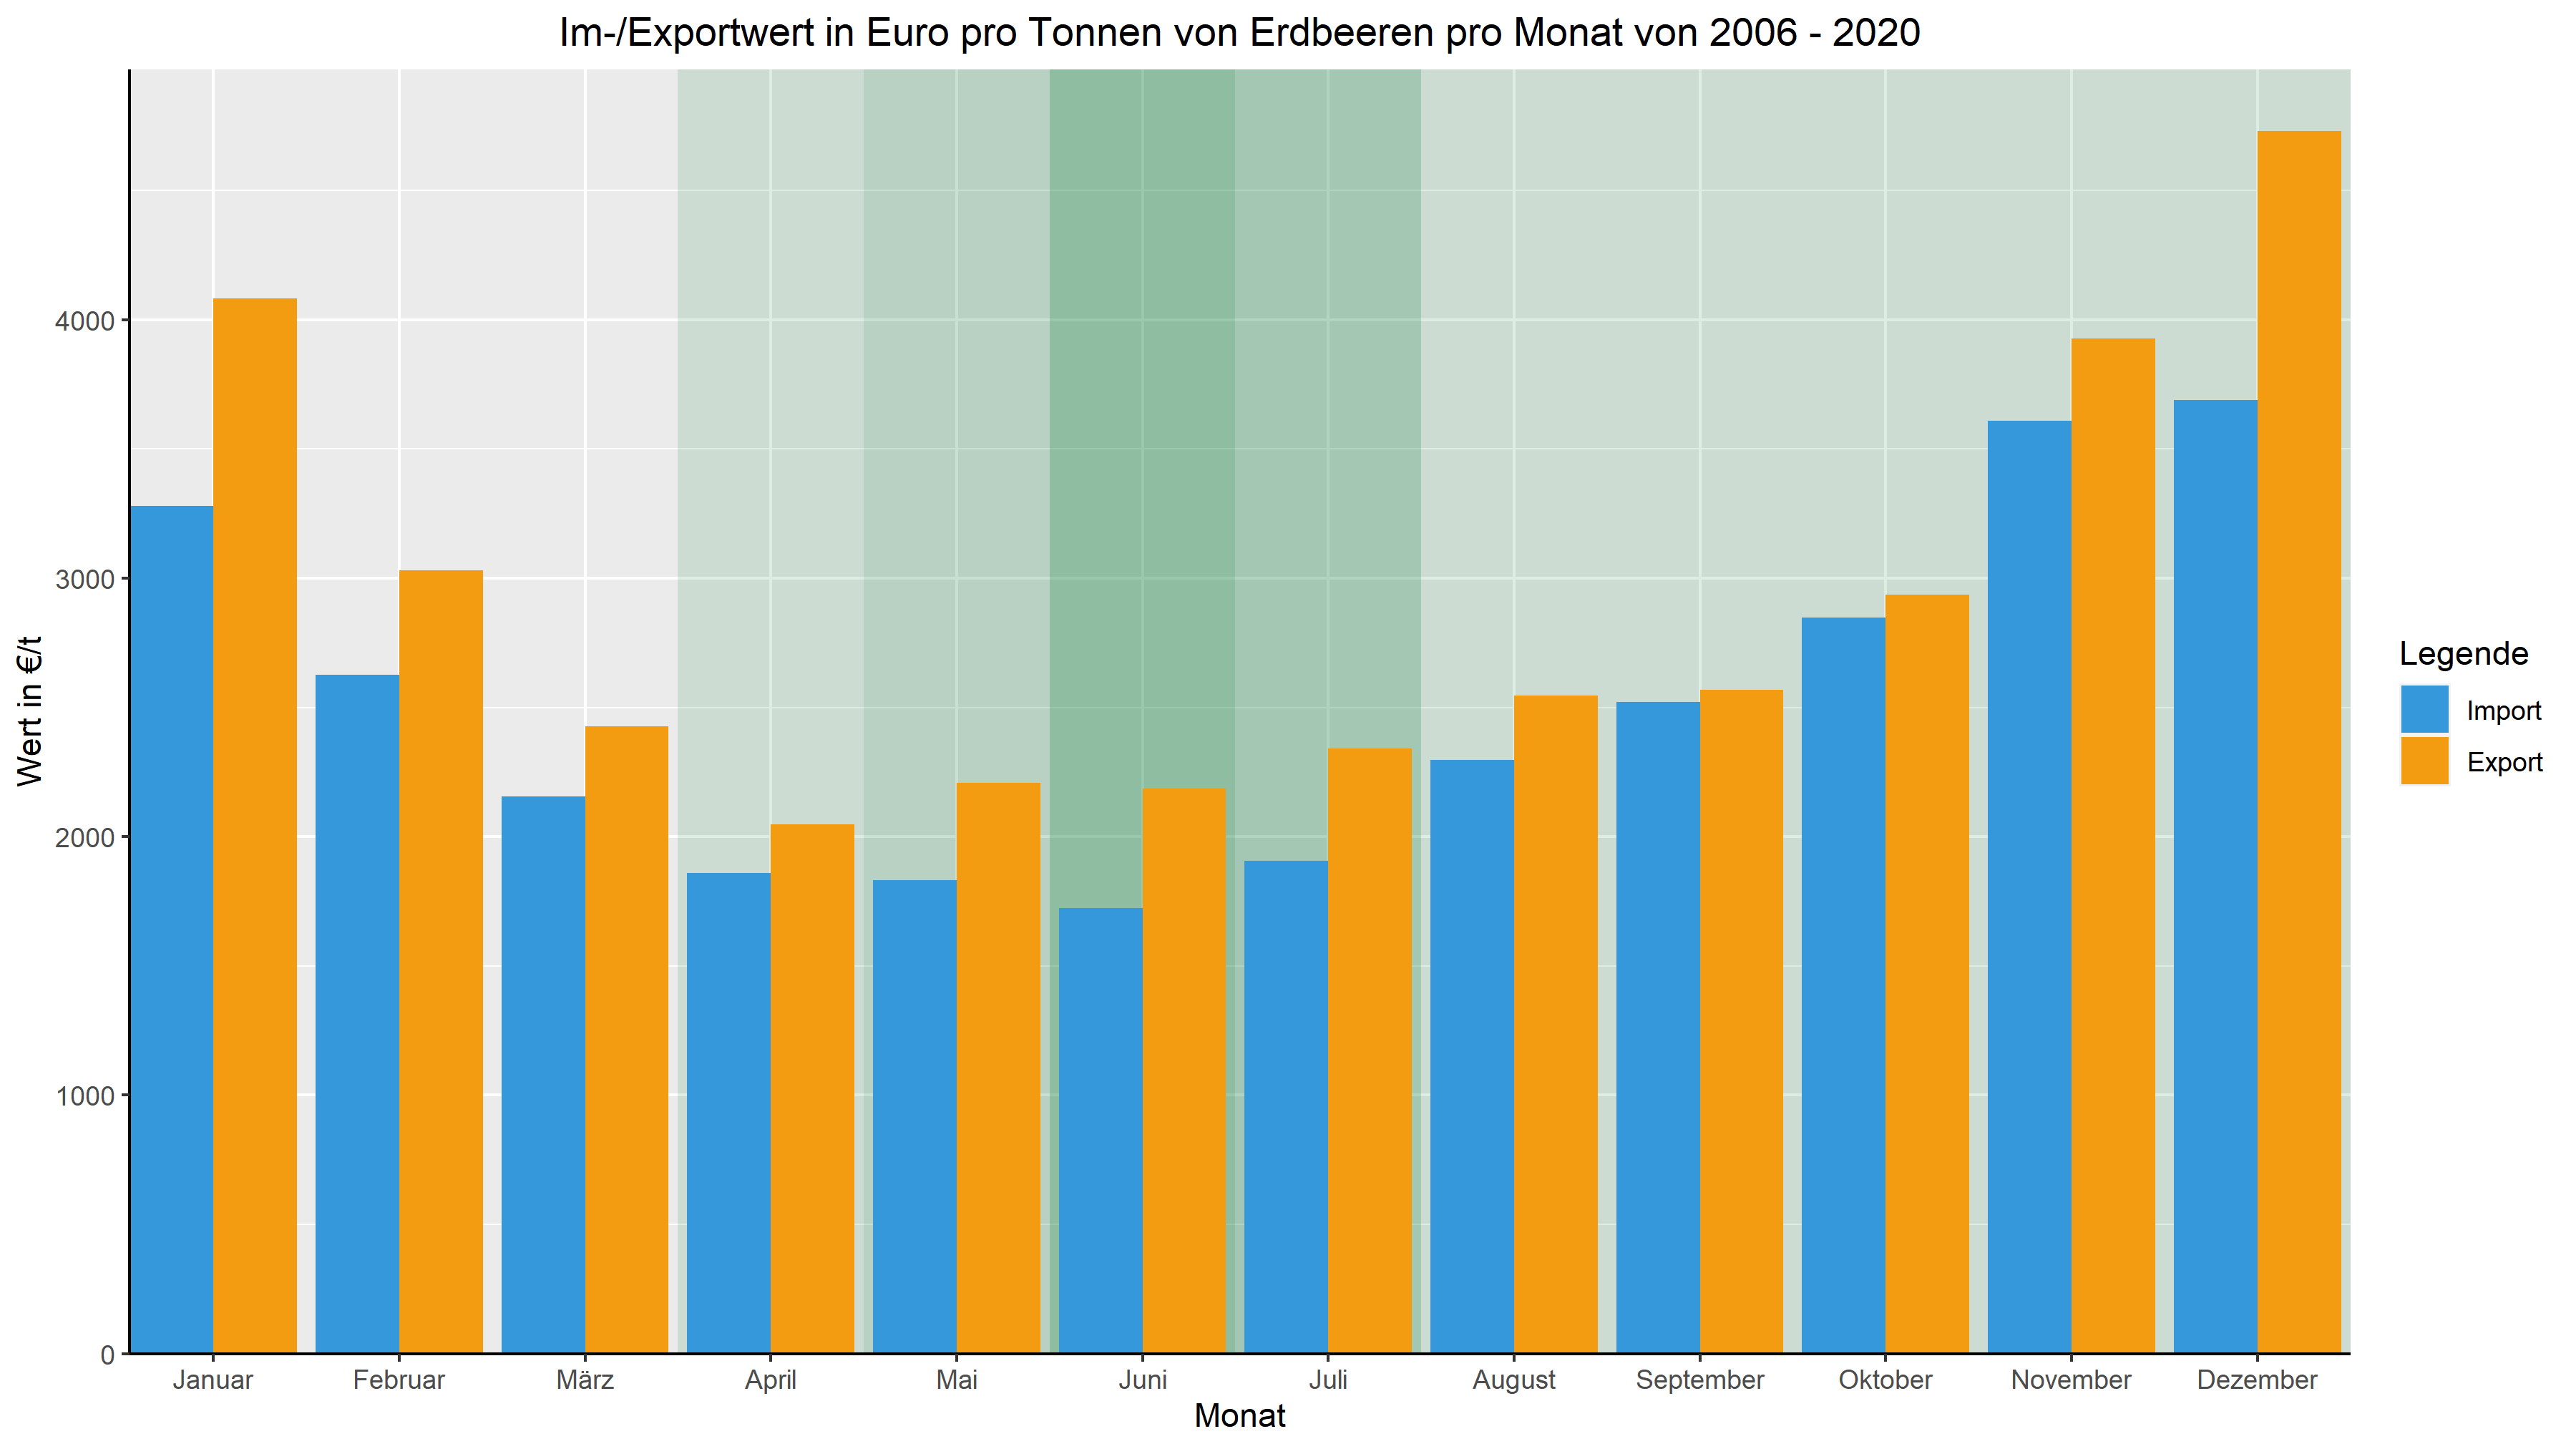 Im-/Exportwert in Euro pro Tonnen von Erdbeeren pro Monat von 2006 - 2020
Wert in €/t
4000
3000
2000
1000
0
Januar Februar März April Mai Juni Juli August September Oktober November Dezember
Monat
Legende
Import
Export